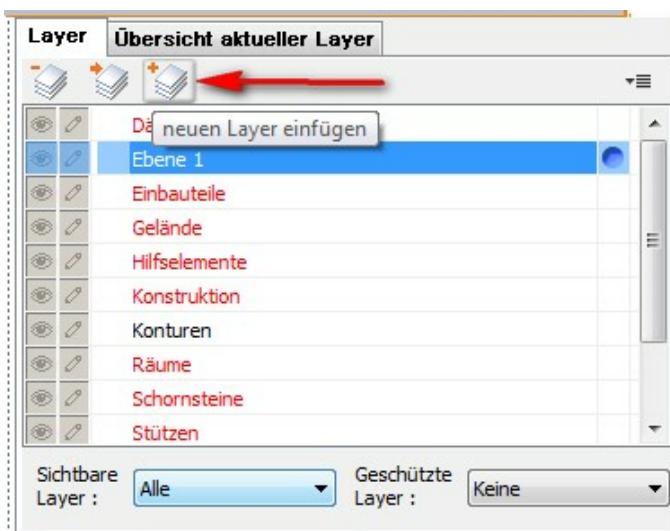 Layer Übersicht aktueller Layer
neuen Layer einfügen
Ebene 1
Einbauteile
Gelände
Hilfselemente
Konstruktion
Konturen
Räume
Schornsteine
Stützen
Sichtbare Layer : Alle
Geschützte Layer : Keine